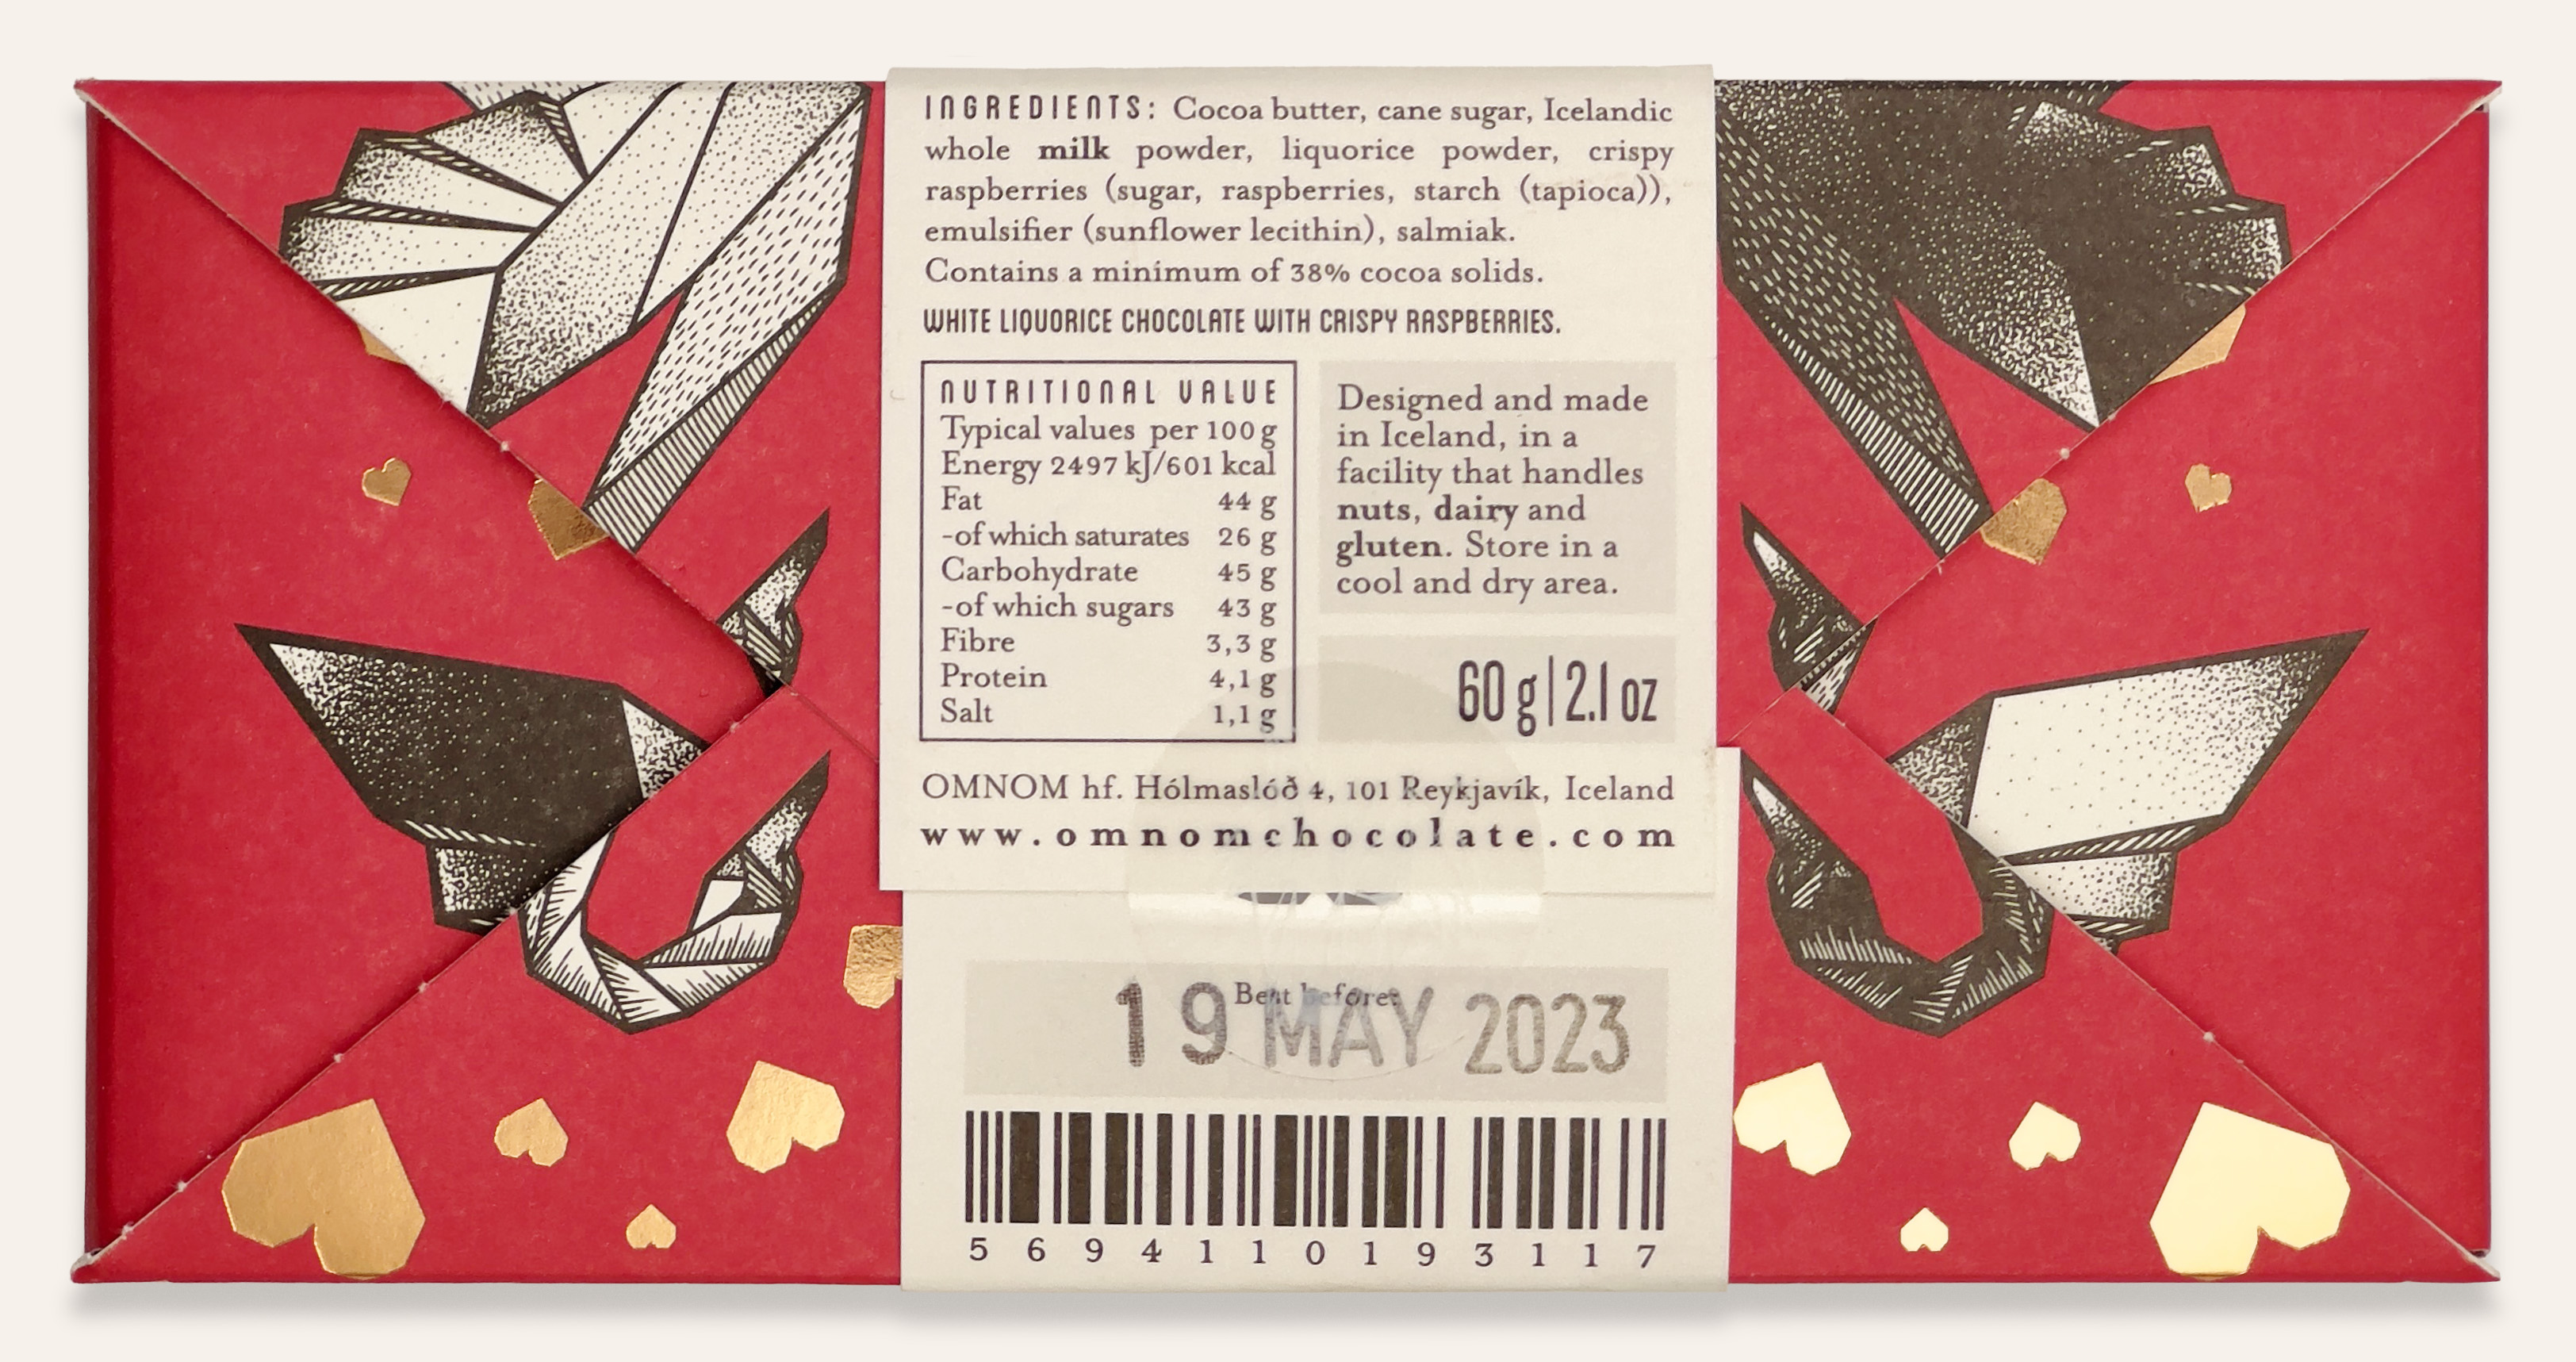 INGREDIENTS: Cocoa butter, cane sugar, Icelandic
whole milk powder, liquorice powder, crispy
raspberries (sugar, raspberries, starch (tapioca)),
emulsifier (sunflower lecithin), salmiak.
Contains a minimum of 38% cocoa solids.
WHITE LIQUORICE CHOCOLATE WITH CRISPY RASPBERRIES.
NUTRITIONAL VALUE
Typical values per 100 g
Energy 2497 kJ/601 kcal
Fat 44 g
-of which saturates 26 g
Carbohydrate 45 g
-of which sugars 43 g
Fibre 3,3 g
Protein 4,1 g
Salt 1,1 g
Designed and made
in Iceland, in a
facility that handles
nuts, dairy and
gluten. Store in a
cool and dry area.
60 g|2.1 oz
OMNOM hf. Hólmaslóð 4, 101 Reykjavík, Iceland
www.omnomchocolate.com
Best before:
19 MAY 2023
5694110193117